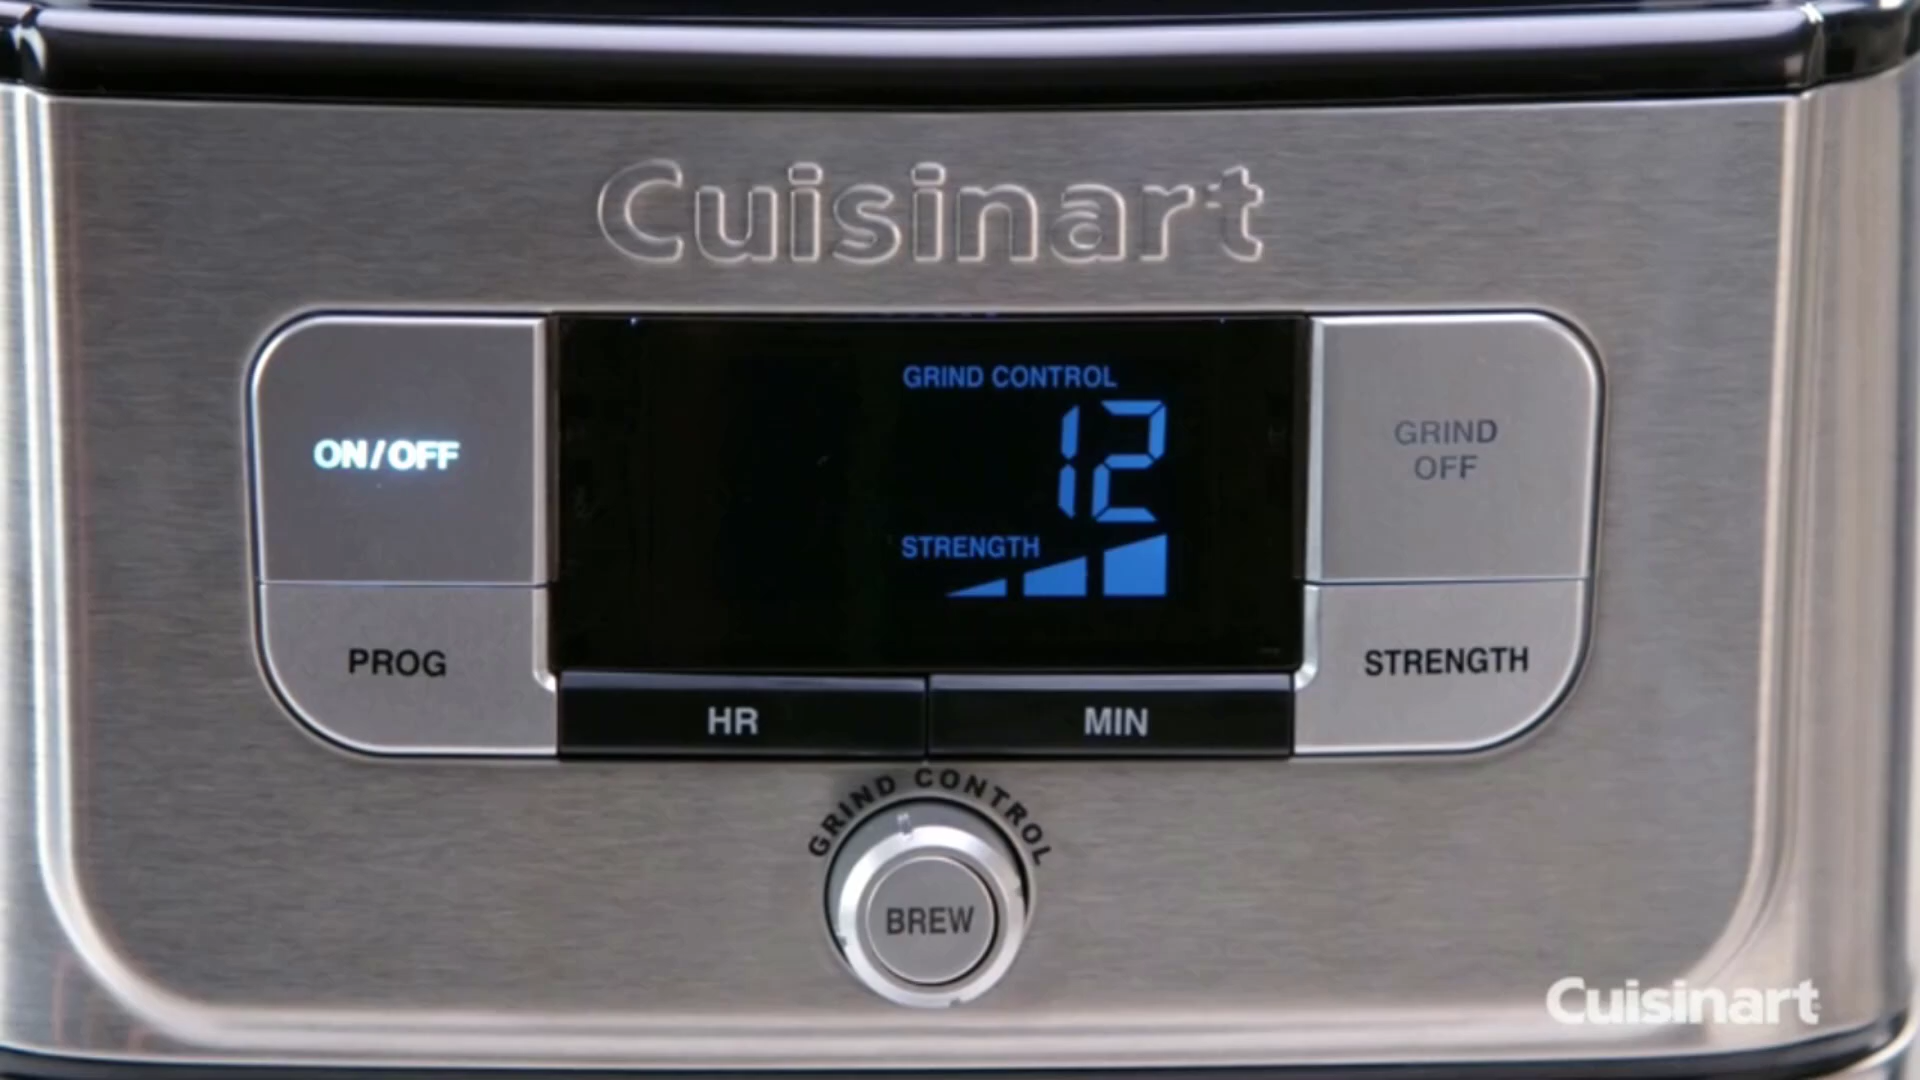 Cuisinart
GRIND CONTROL
12
STRENGTH
ON/OFF
GRIND
OFF
PROG
STRENGTH
HR
MIN
GRIND CONTROL
BREW
Cuisinart